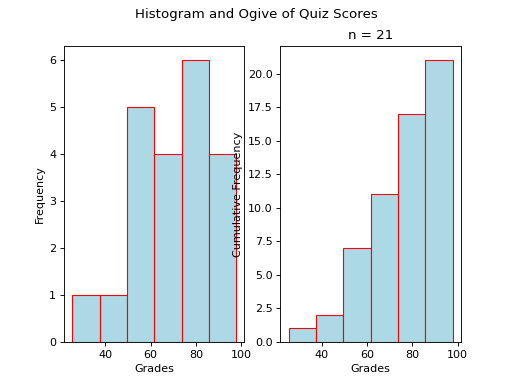 Histogram and Ogive of Quiz Scores
n = 21
6
5
4
3
2
1
0
Frequency
40 60 80 100
Grades
20.0
17.5
15.0
12.5
10.0
7.5
5.0
2.5
0.0
Cumulative Frequency
40 60 80 100
Grades